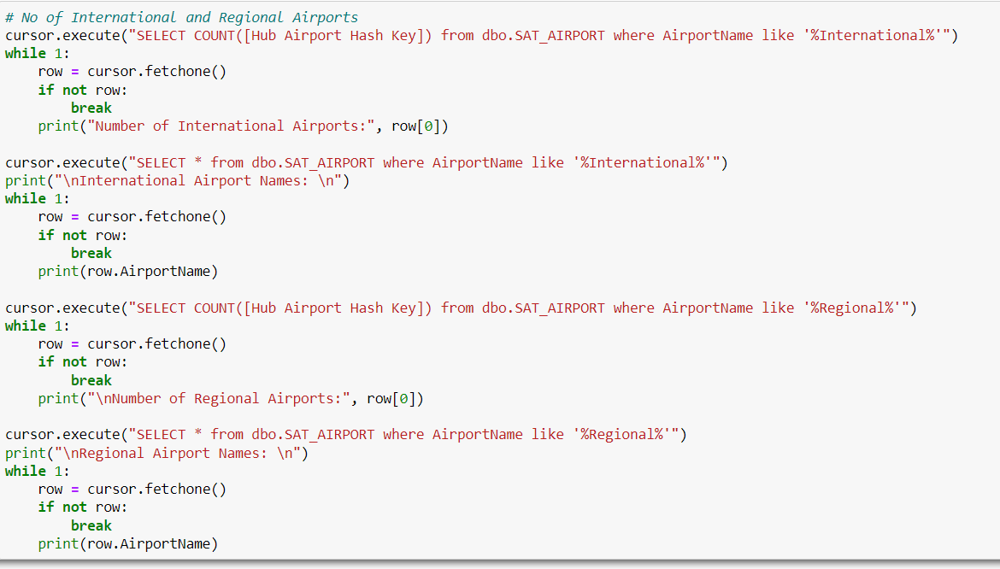 # No of International and Regional Airports
cursor.execute("SELECT COUNT([Hub Airport Hash Key]) from dbo.SAT_AIRPORT where AirportName like '%International%'")
while 1:
    row = cursor.fetchone()
    if not row:
        break
    print("Number of International Airports:", row[0])

cursor.execute("SELECT * from dbo.SAT_AIRPORT where AirportName like '%International%'")
print("\nInternational Airport Names: \n")
while 1:
    row = cursor.fetchone()
    if not row:
        break
    print(row.AirportName)

cursor.execute("SELECT COUNT([Hub Airport Hash Key]) from dbo.SAT_AIRPORT where AirportName like '%Regional%'")
while 1:
    row = cursor.fetchone()
    if not row:
        break
    print("\nNumber of Regional Airports:", row[0])

cursor.execute("SELECT * from dbo.SAT_AIRPORT where AirportName like '%Regional%'")
print("\nRegional Airport Names: \n")
while 1:
    row = cursor.fetchone()
    if not row:
        break
    print(row.AirportName)